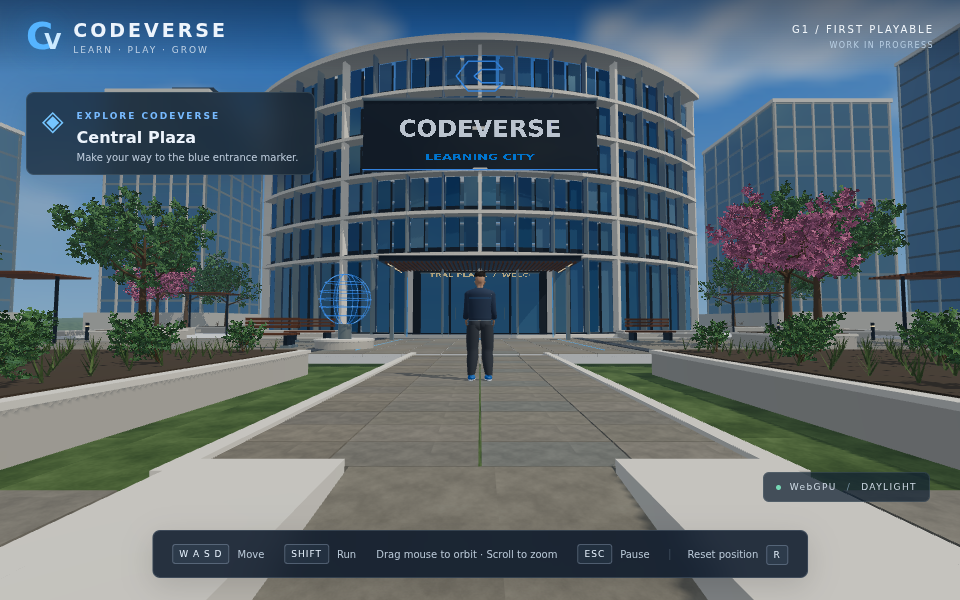 CV CODEVERSE
LEARN · PLAY · GROW
G1 / FIRST PLAYABLE
WORK IN PROGRESS
EXPLORE CODEVERSE
Central Plaza
Make your way to the blue entrance marker.
CODEVERSE
LEARNING CITY
WebGPU / DAYLIGHT
W A S D Move SHIFT Run Drag mouse to orbit · Scroll to zoom ESC Pause | Reset position R